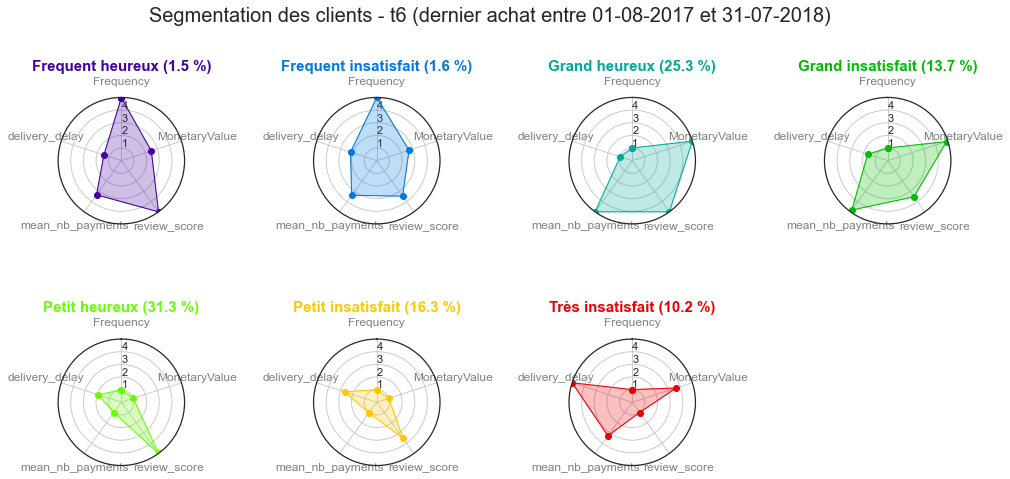 Segmentation des clients - t6 (dernier achat entre 01-08-2017 et 31-07-2018)
Frequent heureux (1.5 %)
Frequency
4
3
2
1
delivery_delay
MonetaryValue
mean_nb_payments
review_score
Frequent insatisfait (1.6 %)
Frequency
4
3
2
1
delivery_delay
MonetaryValue
mean_nb_payments
review_score
Grand heureux (25.3 %)
Frequency
4
3
2
1
delivery_delay
MonetaryValue
mean_nb_payments
review_score
Grand insatisfait (13.7 %)
Frequency
4
3
2
1
delivery_delay
MonetaryValue
mean_nb_payments
review_score
Petit heureux (31.3 %)
Frequency
4
3
2
1
delivery_delay
MonetaryValue
mean_nb_payments
review_score
Petit insatisfait (16.3 %)
Frequency
4
3
2
1
delivery_delay
MonetaryValue
mean_nb_payments
review_score
Très insatisfait (10.2 %)
Frequency
4
3
2
1
delivery_delay
MonetaryValue
mean_nb_payments
review_score